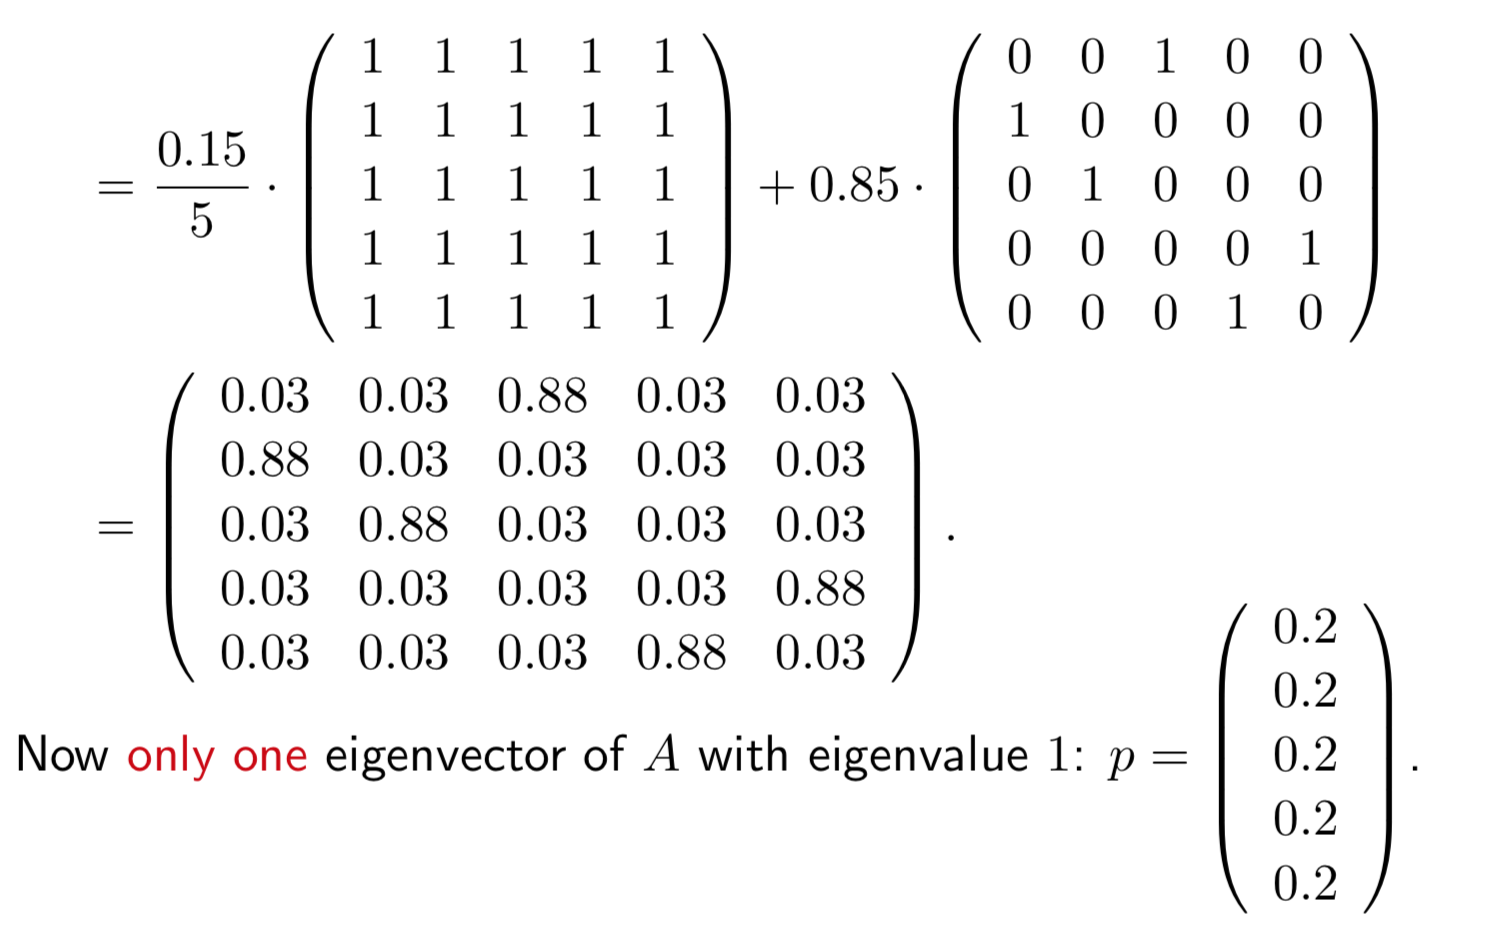 = 0.15/5 · ( 1 1 1 1 1 ) + 0.85 · ( 0 0 1 0 0 )
( 1 1 1 1 1 ) ( 1 0 0 0 0 )
( 1 1 1 1 1 ) ( 0 1 0 0 0 )
( 1 1 1 1 1 ) ( 0 0 0 0 1 )
( 1 1 1 1 1 ) ( 0 0 0 1 0 )
= ( 0.03 0.03 0.88 0.03 0.03 )
( 0.88 0.03 0.03 0.03 0.03 )
( 0.03 0.88 0.03 0.03 0.03 )
( 0.03 0.03 0.03 0.03 0.88 )
( 0.03 0.03 0.03 0.88 0.03 ) .
Now only one eigenvector of A with eigenvalue 1: p = ( 0.2 )
( 0.2 )
( 0.2 )
( 0.2 )
( 0.2 ) .